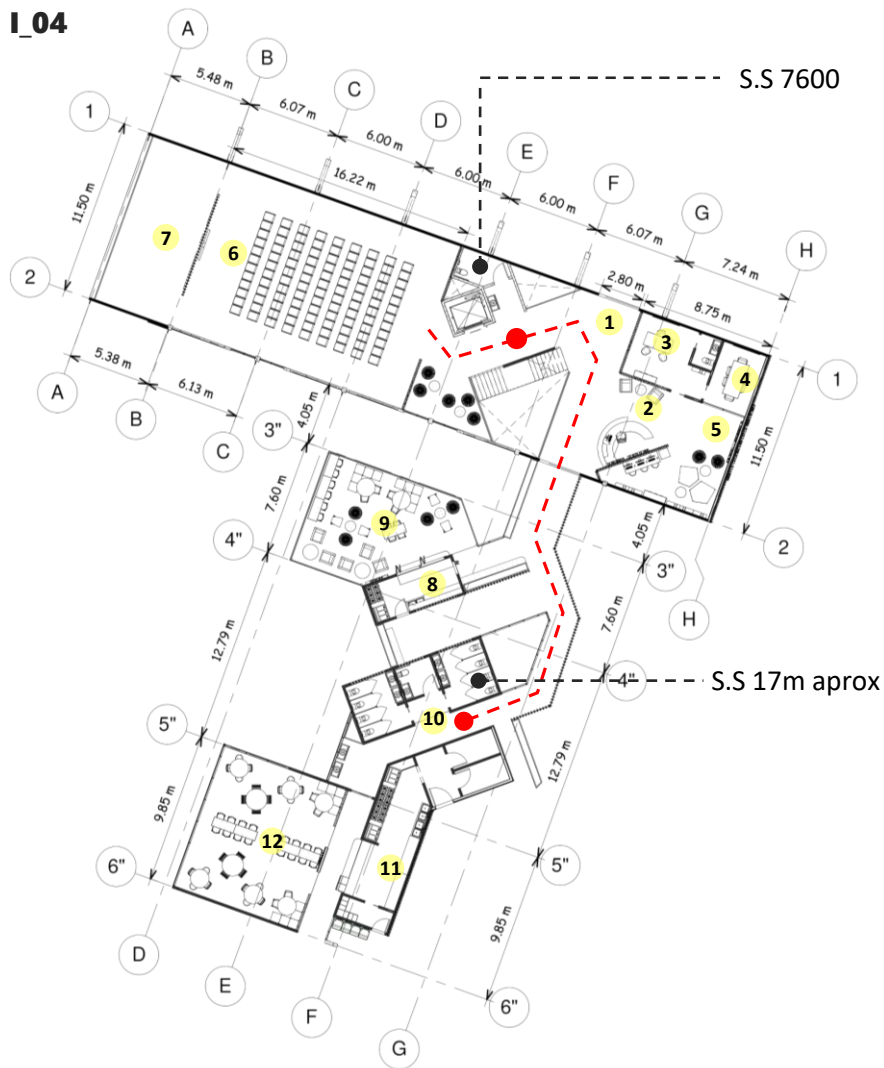 I_04
S.S 7600
A
B
C
D
E
F
G
H
5.48 m
6.07 m
6.00 m
6.00 m
6.00 m
6.07 m
7.24 m
16.22 m
2.80 m
8.75 m
1
11.50 m
2
7
6
1
3
4
2
5
1
11.50 m
2
A
B
C
5.38 m
6.13 m
4.05 m
3"
7.60 m
4"
9
8
4.05 m
3"
H
7.60 m
4"
S.S 17m aprox
12.79 m
10
5"
12.79 m
9.85 m
12
11
6"
5"
9.85 m
6"
D
E
F
G